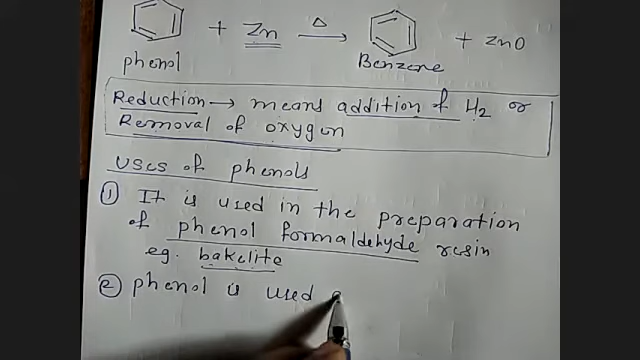 + Zn △ → + ZnO
phenol Benzene
Reduction → means addition of H2 or
Removal of oxygen
uses of phenols
① It is used in the preparation
of phenol formaldehyde resin
eg. bakelite
② phenol is used